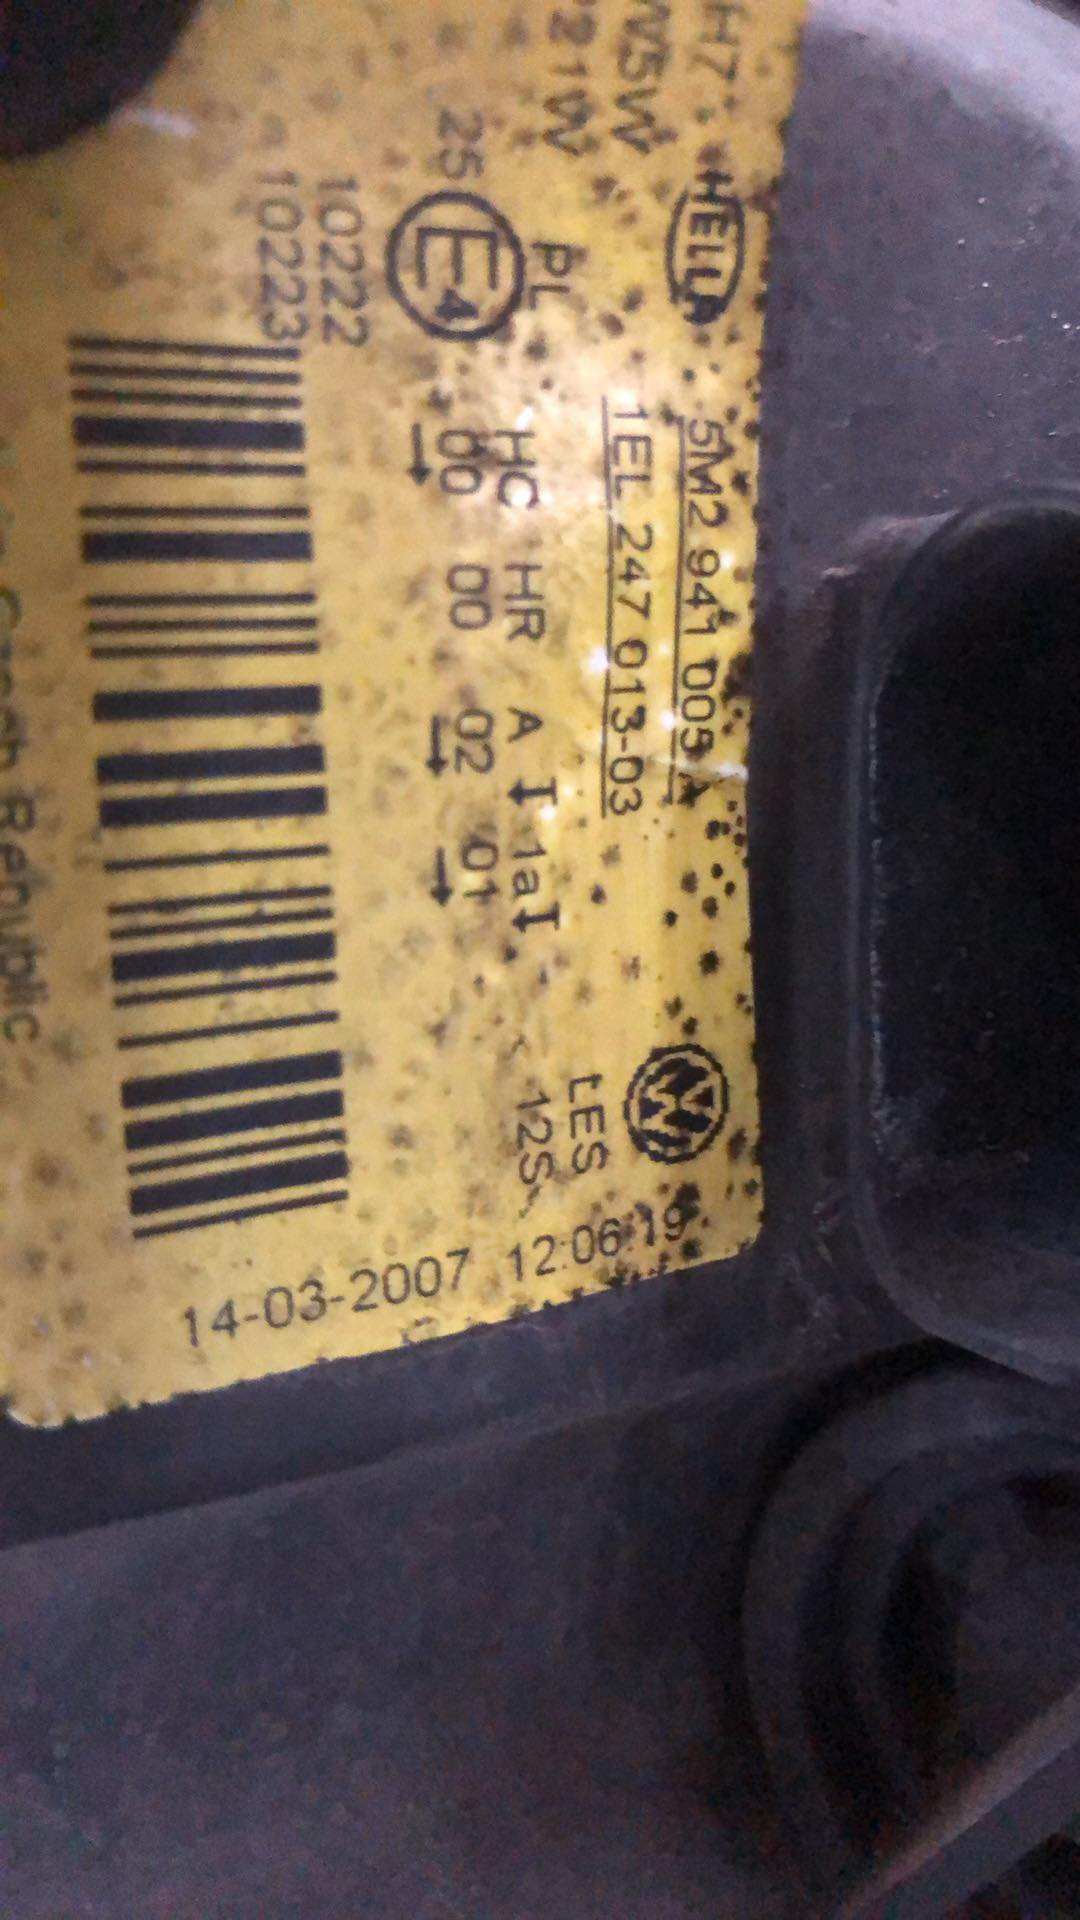 H7
W5W
P21W
HELLA
5M2 941 005 A
1EL 247 013-03
PL
HC HR A 1a
25 E4 00 00 02 01
10222
10223
LES
12S
14-03-2007 12:06:19
Czech Republic